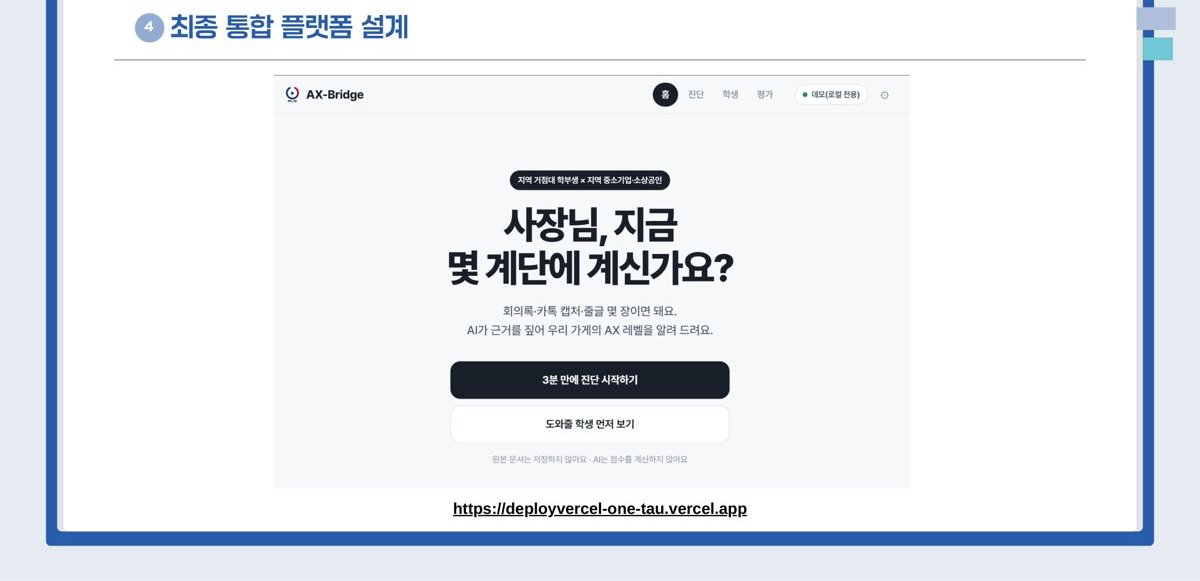 4 최종 통합 플랫폼 설계
AX-Bridge 홈 진단 학생 평가 데모(로컬 전용)
지역 거점대 학부생 × 지역 중소기업·소상공인
사장님, 지금
몇 계단에 계신가요?
회의록·카톡 캡처·줄글 몇 장이면 돼요.
AI가 근거를 짚어 우리 가게의 AX 레벨을 알려 드려요.
3분 만에 진단 시작하기
도와줄 학생 먼저 보기
원본 문서는 저장하지 않아요 · AI는 점수를 계산하지 않아요
https://deployvercel-one-tau.vercel.app